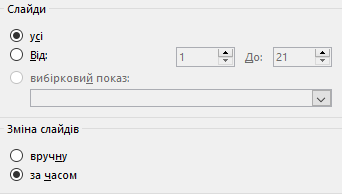 Слайди
усі
Від: 1 До: 21
вибірковий показ:
Зміна слайдів
вручну
за часом